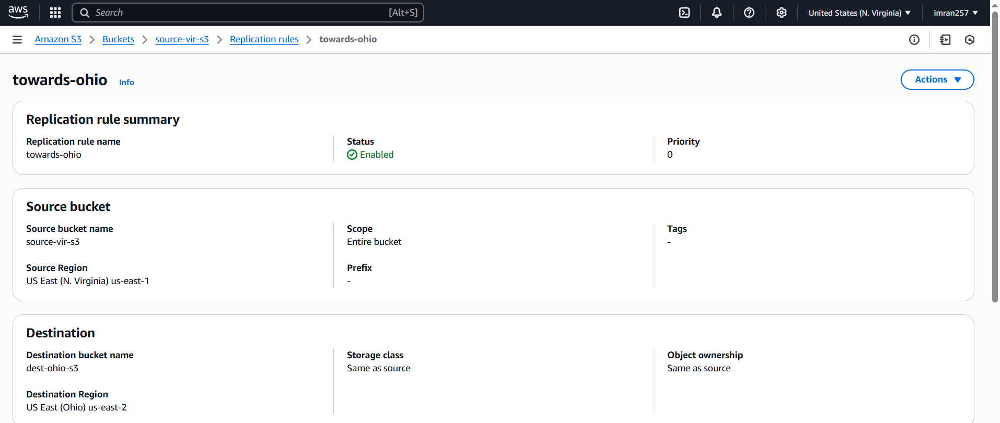 aws
Search [Alt+S]
United States (N. Virginia)
imran257
Amazon S3 > Buckets > source-vir-s3 > Replication rules > towards-ohio
towards-ohio Info
Actions
Replication rule summary
Replication rule name
towards-ohio
Status
Enabled
Priority
0
Source bucket
Source bucket name
source-vir-s3
Source Region
US East (N. Virginia) us-east-1
Scope
Entire bucket
Prefix
-
Tags
-
Destination
Destination bucket name
dest-ohio-s3
Destination Region
US East (Ohio) us-east-2
Storage class
Same as source
Object ownership
Same as source